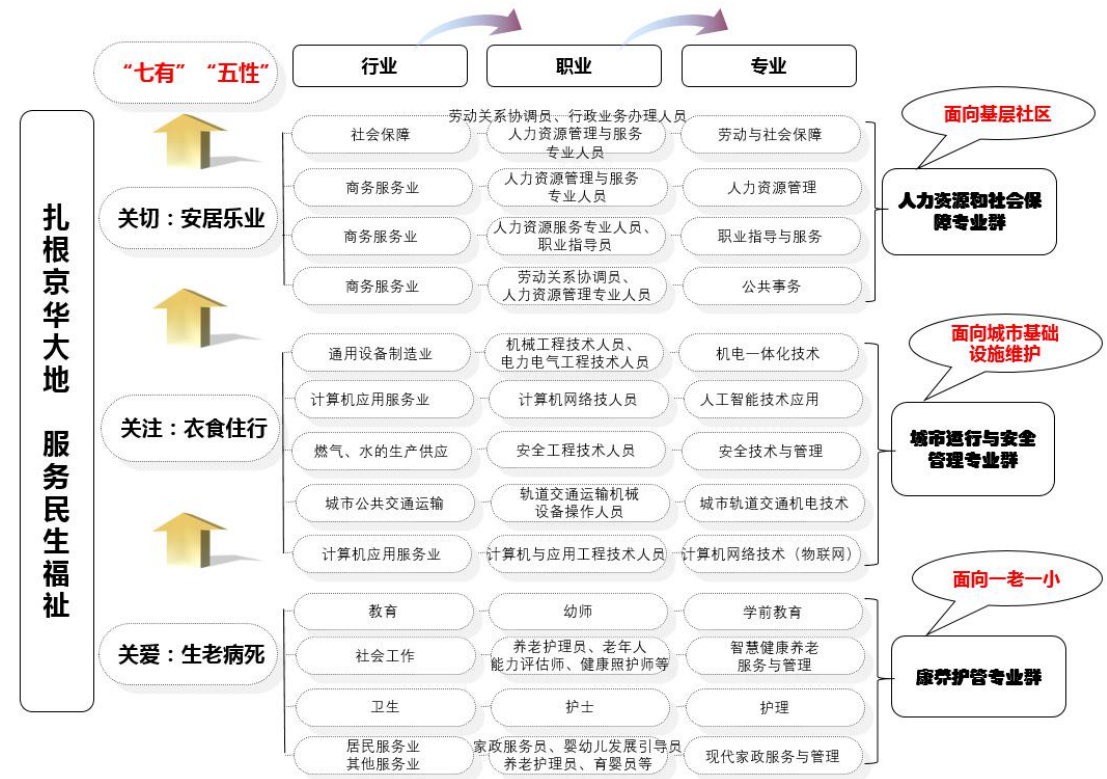 “七有”“五性”
行业
职业
专业
扎根京华大地 服务民生福祉
关切：安居乐业
社会保障
劳动关系协调员、行政业务办理人员
人力资源管理与服务
专业人员
劳动与社会保障
商务服务业
人力资源管理与服务
专业人员
人力资源管理
商务服务业
人力资源服务专业人员、
职业指导员
职业指导与服务
商务服务业
劳动关系协调员、
人力资源管理专业人员
公共事务
面向基层社区
人力资源和社会保
障专业群
关注：衣食住行
通用设备制造业
机械工程技术人员、
电力电气工程技术人员
机电一体化技术
计算机应用服务业
计算机网络技人员
人工智能技术应用
燃气、水的生产供应
安全工程技术人员
安全技术与管理
城市公共交通运输
轨道交通运输机械
设备操作人员
城市轨道交通机电技术
计算机应用服务业
计算机与应用工程技术人员
计算机网络技术（物联网）
面向城市基础
设施维护
城市运行与安全
管理专业群
关爱：生老病死
教育
幼师
学前教育
社会工作
养老护理员、老年人
能力评估师、健康照护师等
智慧健康养老
服务与管理
卫生
护士
护理
居民服务业
其他服务业
家政服务员、婴幼儿发展引导员
养老护理员、育婴员等
现代家政服务与管理
面向一老一小
康养护管专业群